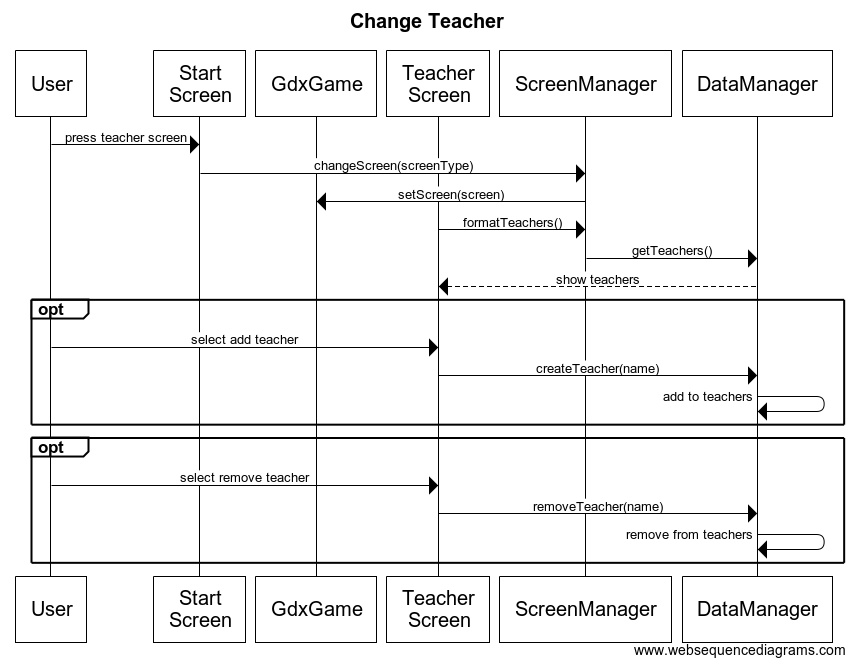 Change Teacher
User
Start
Screen
GdxGame
Teacher
Screen
ScreenManager
DataManager
press teacher screen
changeScreen(screenType)
setScreen(screen)
formatTeachers()
getTeachers()
show teachers
opt
select add teacher
createTeacher(name)
add to teachers
opt
select remove teacher
removeTeacher(name)
remove from teachers
User
Start
Screen
GdxGame
Teacher
Screen
ScreenManager
DataManager
www.websequencediagrams.com